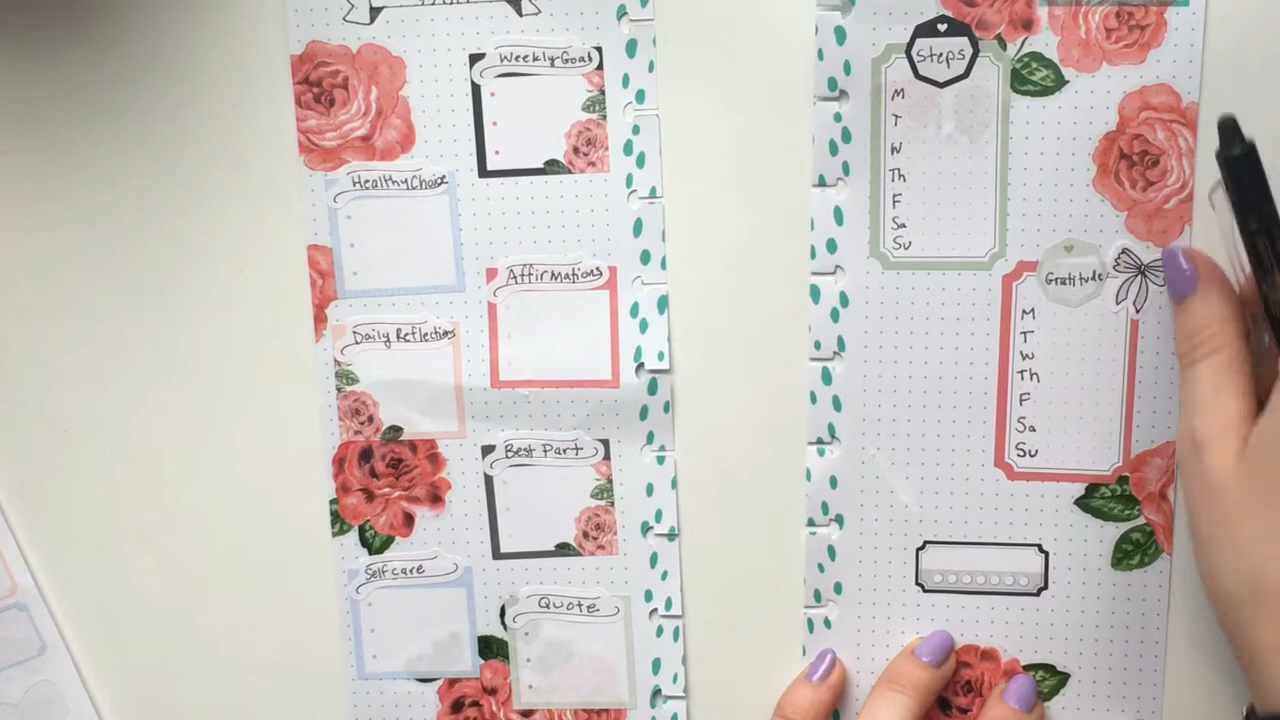 Weekly Goal
Healthy Choice
Affirmations
Daily Reflections
Best Part
Selfcare
Quote
Steps
M
T
W
Th
F
Sa
Su
Gratitude
M
T
W
Th
F
Sa
Su